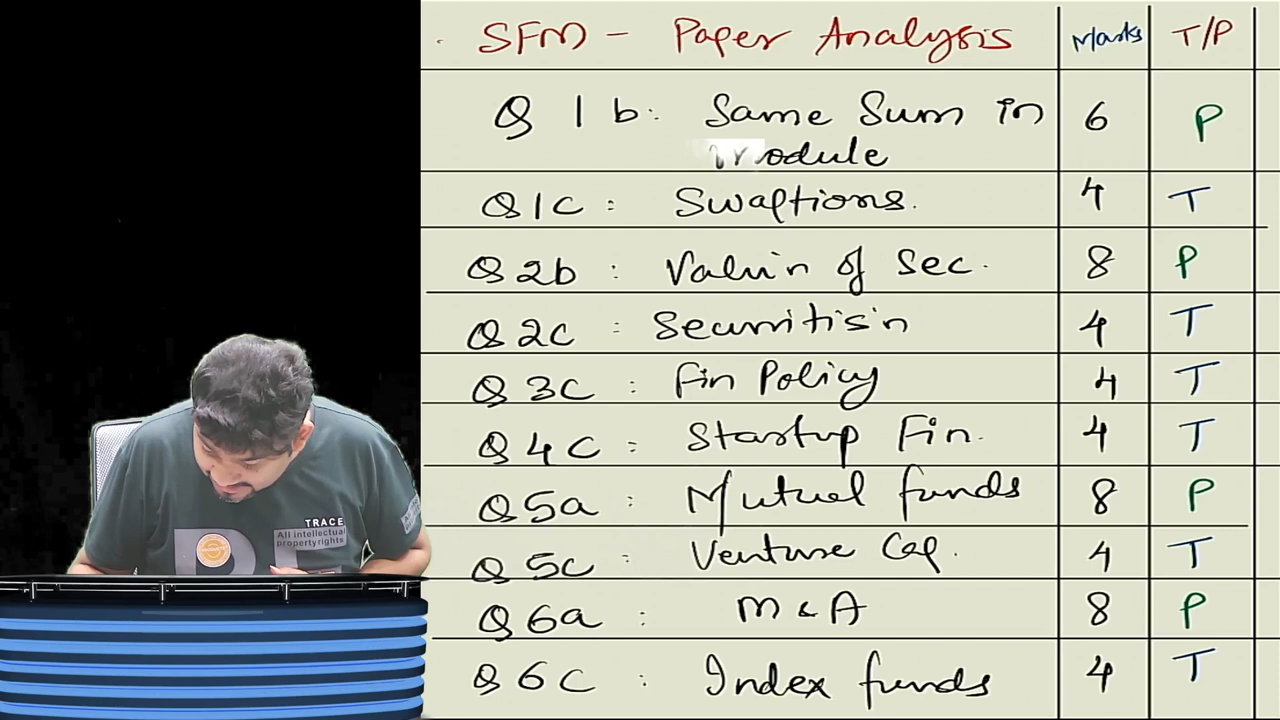 SFM - Paper Analysis Marks T/P
Q 1 b: Same Sum in 6 P
Module
Q1c : Swaptions. 4 T
Q2b : Valu'n of Sec. 8 P
Q2c : Securitis'n 4 T
Q3c : Fin Policy 4 T
Q4c : Startup Fin. 4 T
Q5a : Mutual funds 8 P
Q5c : Venture Cap. 4 T
Q6a : M & A 8 P
Q6c : Index funds 4 T
TRACE
All intellectual
property rights